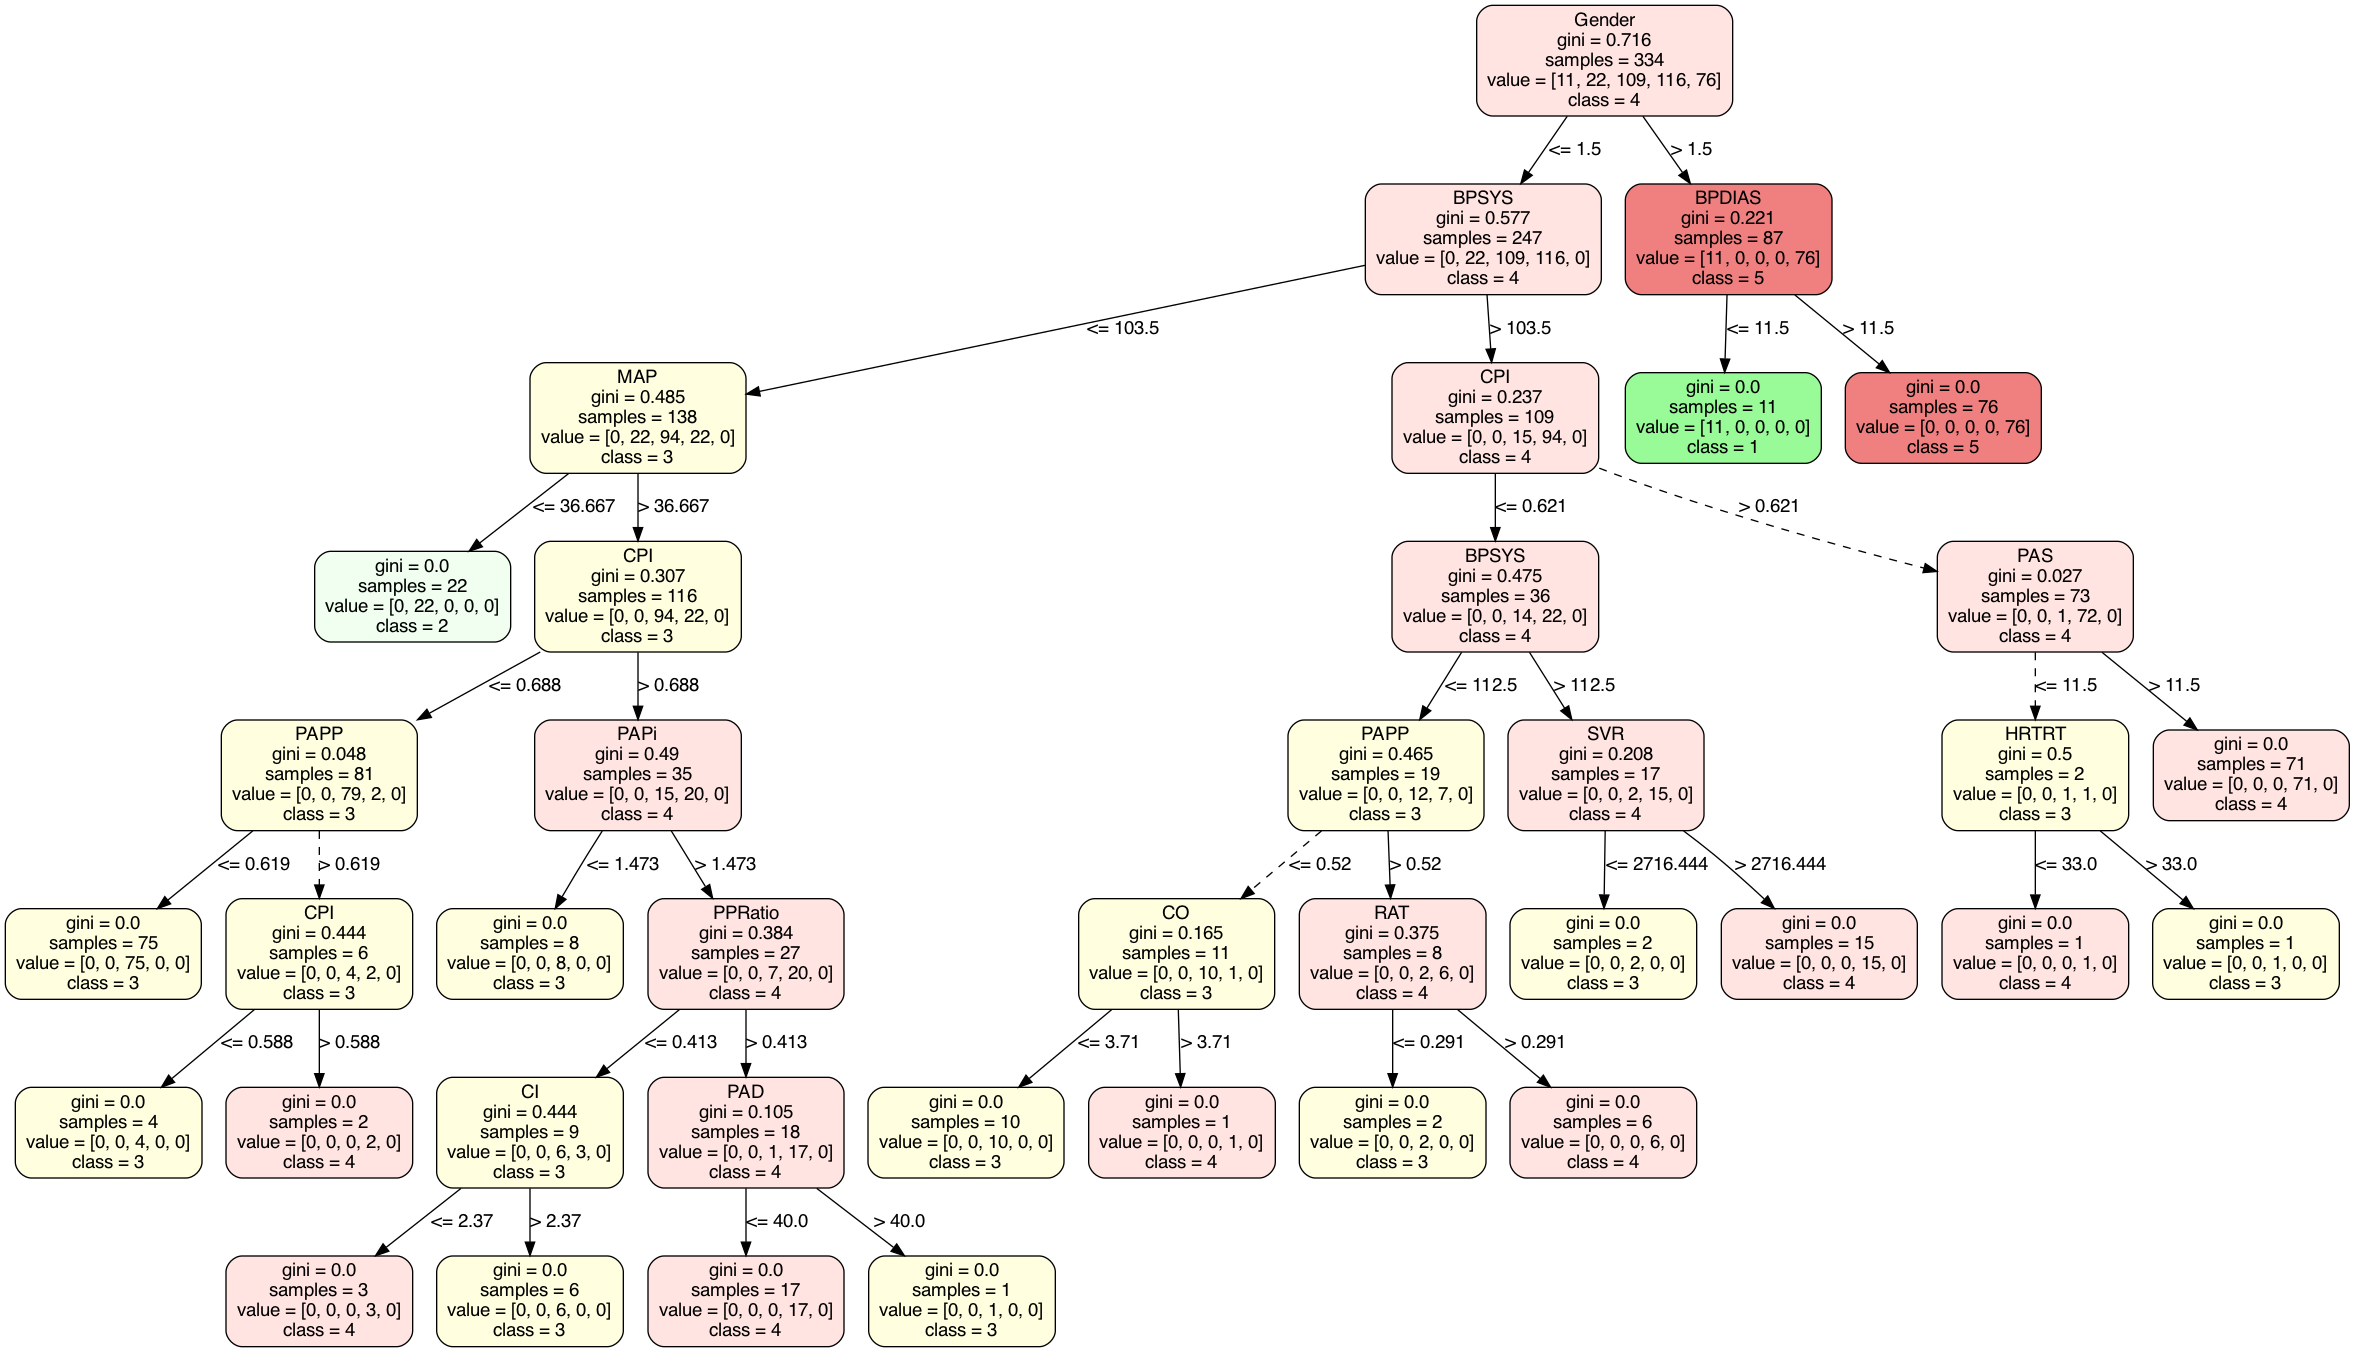 Gender
gini = 0.716
samples = 334
value = [11, 22, 109, 116, 76]
class = 4
<= 1.5
> 1.5
BPSYS
gini = 0.577
samples = 247
value = [0, 22, 109, 116, 0]
class = 4
BPDIAS
gini = 0.221
samples = 87
value = [11, 0, 0, 0, 76]
class = 5
<= 103.5
> 103.5
<= 11.5
> 11.5
MAP
gini = 0.485
samples = 138
value = [0, 22, 94, 22, 0]
class = 3
CPI
gini = 0.237
samples = 109
value = [0, 0, 15, 94, 0]
class = 4
gini = 0.0
samples = 11
value = [11, 0, 0, 0, 0]
class = 1
gini = 0.0
samples = 76
value = [0, 0, 0, 0, 76]
class = 5
<= 36.667
> 36.667
<= 0.621
> 0.621
gini = 0.0
samples = 22
value = [0, 22, 0, 0, 0]
class = 2
CPI
gini = 0.307
samples = 116
value = [0, 0, 94, 22, 0]
class = 3
BPSYS
gini = 0.475
samples = 36
value = [0, 0, 14, 22, 0]
class = 4
PAS
gini = 0.027
samples = 73
value = [0, 0, 1, 72, 0]
class = 4
<= 0.688
> 0.688
<= 112.5
> 112.5
<= 11.5
> 11.5
PAPP
gini = 0.048
samples = 81
value = [0, 0, 79, 2, 0]
class = 3
PAPi
gini = 0.49
samples = 35
value = [0, 0, 15, 20, 0]
class = 4
PAPP
gini = 0.465
samples = 19
value = [0, 0, 12, 7, 0]
class = 3
SVR
gini = 0.208
samples = 17
value = [0, 0, 2, 15, 0]
class = 4
HRTRT
gini = 0.5
samples = 2
value = [0, 0, 1, 1, 0]
class = 3
gini = 0.0
samples = 71
value = [0, 0, 0, 71, 0]
class = 4
<= 0.619
> 0.619
<= 1.473
> 1.473
<= 0.52
> 0.52
<= 2716.444
> 2716.444
<= 33.0
> 33.0
gini = 0.0
samples = 75
value = [0, 0, 75, 0, 0]
class = 3
CPI
gini = 0.444
samples = 6
value = [0, 0, 4, 2, 0]
class = 3
gini = 0.0
samples = 8
value = [0, 0, 8, 0, 0]
class = 3
PPRatio
gini = 0.384
samples = 27
value = [0, 0, 7, 20, 0]
class = 4
CO
gini = 0.165
samples = 11
value = [0, 0, 10, 1, 0]
class = 3
RAT
gini = 0.375
samples = 8
value = [0, 0, 2, 6, 0]
class = 4
gini = 0.0
samples = 2
value = [0, 0, 2, 0, 0]
class = 3
gini = 0.0
samples = 15
value = [0, 0, 0, 15, 0]
class = 4
gini = 0.0
samples = 1
value = [0, 0, 0, 1, 0]
class = 4
gini = 0.0
samples = 1
value = [0, 0, 1, 0, 0]
class = 3
<= 0.588
> 0.588
<= 0.413
> 0.413
<= 3.71
> 3.71
<= 0.291
> 0.291
gini = 0.0
samples = 4
value = [0, 0, 4, 0, 0]
class = 3
gini = 0.0
samples = 2
value = [0, 0, 0, 2, 0]
class = 4
CI
gini = 0.444
samples = 9
value = [0, 0, 6, 3, 0]
class = 3
PAD
gini = 0.105
samples = 18
value = [0, 0, 1, 17, 0]
class = 4
gini = 0.0
samples = 10
value = [0, 0, 10, 0, 0]
class = 3
gini = 0.0
samples = 1
value = [0, 0, 0, 1, 0]
class = 4
gini = 0.0
samples = 2
value = [0, 0, 2, 0, 0]
class = 3
gini = 0.0
samples = 6
value = [0, 0, 0, 6, 0]
class = 4
<= 2.37
> 2.37
<= 40.0
> 40.0
gini = 0.0
samples = 3
value = [0, 0, 0, 3, 0]
class = 4
gini = 0.0
samples = 6
value = [0, 0, 6, 0, 0]
class = 3
gini = 0.0
samples = 17
value = [0, 0, 0, 17, 0]
class = 4
gini = 0.0
samples = 1
value = [0, 0, 1, 0, 0]
class = 3